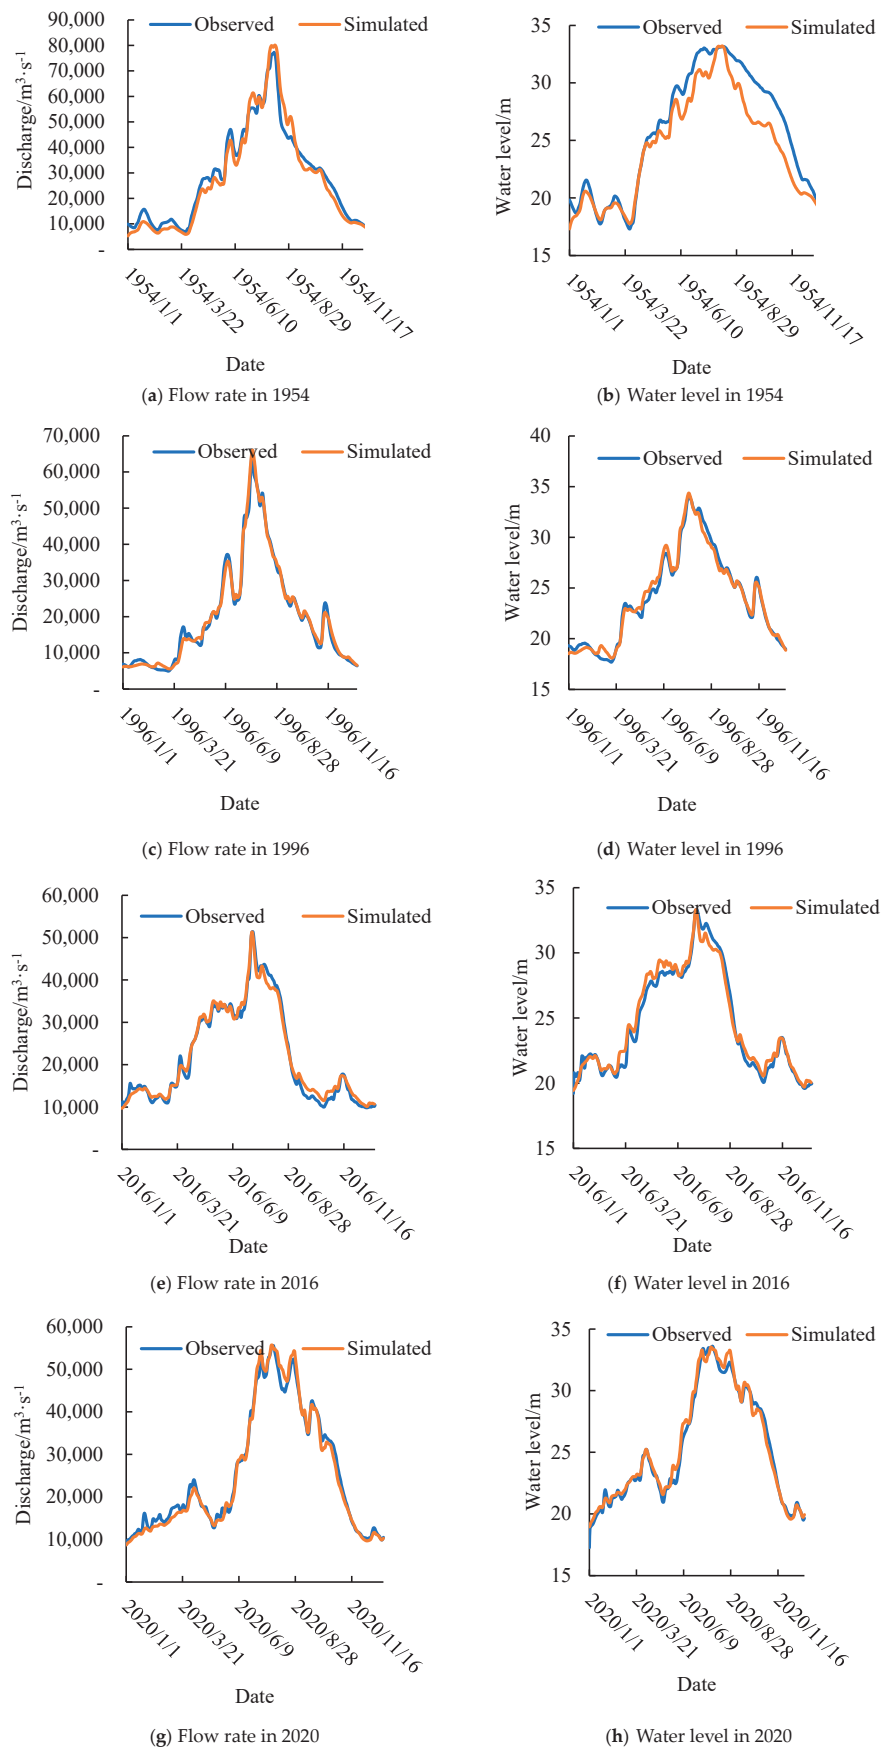 Observed Simulated
90,000
80,000
70,000
60,000
50,000
40,000
30,000
20,000
10,000
-
Discharge/m³·s⁻¹
1954/1/1
1954/3/22
1954/6/10
1954/8/29
1954/11/17
Date
(a) Flow rate in 1954
Observed Simulated
35
30
25
20
15
Water level/m
1954/1/1
1954/3/22
1954/6/10
1954/8/29
1954/11/17
Date
(b) Water level in 1954
Observed Simulated
70,000
60,000
50,000
40,000
30,000
20,000
10,000
-
Discharge/m³·s⁻¹
1996/1/1
1996/3/21
1996/6/9
1996/8/28
1996/11/16
Date
(c) Flow rate in 1996
Observed Simulated
40
35
30
25
20
15
Water level/m
1996/1/1
1996/3/21
1996/6/9
1996/8/28
1996/11/16
Date
(d) Water level in 1996
Observed Simulated
60,000
50,000
40,000
30,000
20,000
10,000
-
Discharge/m³·s⁻¹
2016/1/1
2016/3/21
2016/6/9
2016/8/28
2016/11/16
Date
(e) Flow rate in 2016
Observed Simulated
35
30
25
20
15
Water level/m
2016/1/1
2016/3/21
2016/6/9
2016/8/28
2016/11/16
Date
(f) Water level in 2016
Observed Simulated
60,000
50,000
40,000
30,000
20,000
10,000
-
Discharge/m³·s⁻¹
2020/1/1
2020/3/21
2020/6/9
2020/8/28
2020/11/16
Date
(g) Flow rate in 2020
Observed Simulated
35
30
25
20
15
Water level/m
2020/1/1
2020/3/21
2020/6/9
2020/8/28
2020/11/16
Date
(h) Water level in 2020